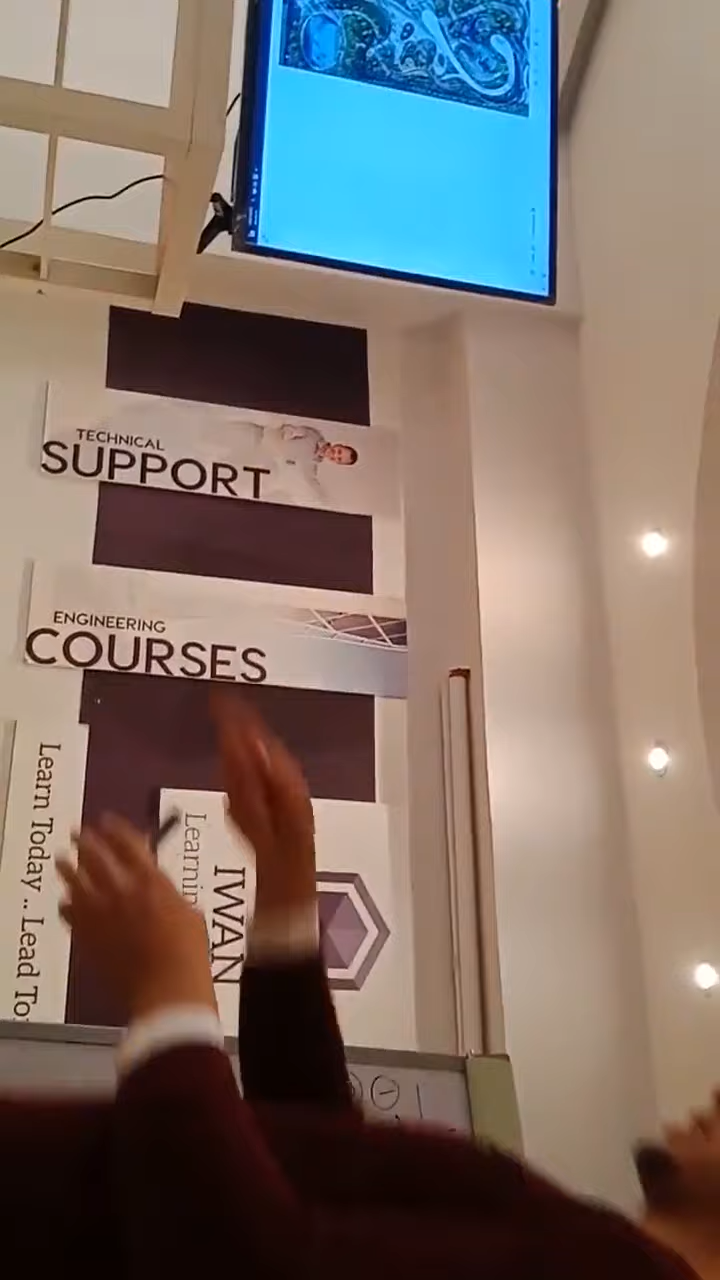 TECHNICAL
SUPPORT
ENGINEERING
COURSES
Learn Today .. Lead To
IWAN
Learnin